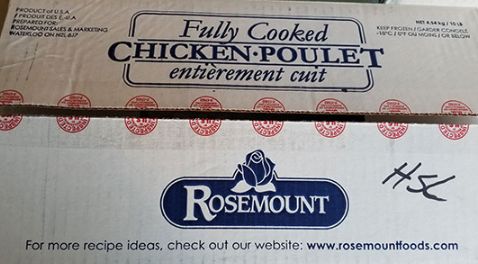 PRODUCT of U.S.A.
/ PRODUIT DES É.-U.A.
PREPARED FOR:
ROSEMOUNT SALES & MARKETING
WATERLOO ON N2L 6J7
Fully Cooked
CHICKEN·POULET
entièrement cuit
NET 4.54 kg / 10 LB
KEEP FROZEN / GARDER CONGELÉ
-18°C / 0°F OU MOINS / OR BELOW
ROSEMOUNT
H5L
For more recipe ideas, check out our website: www.rosemountfoods.com